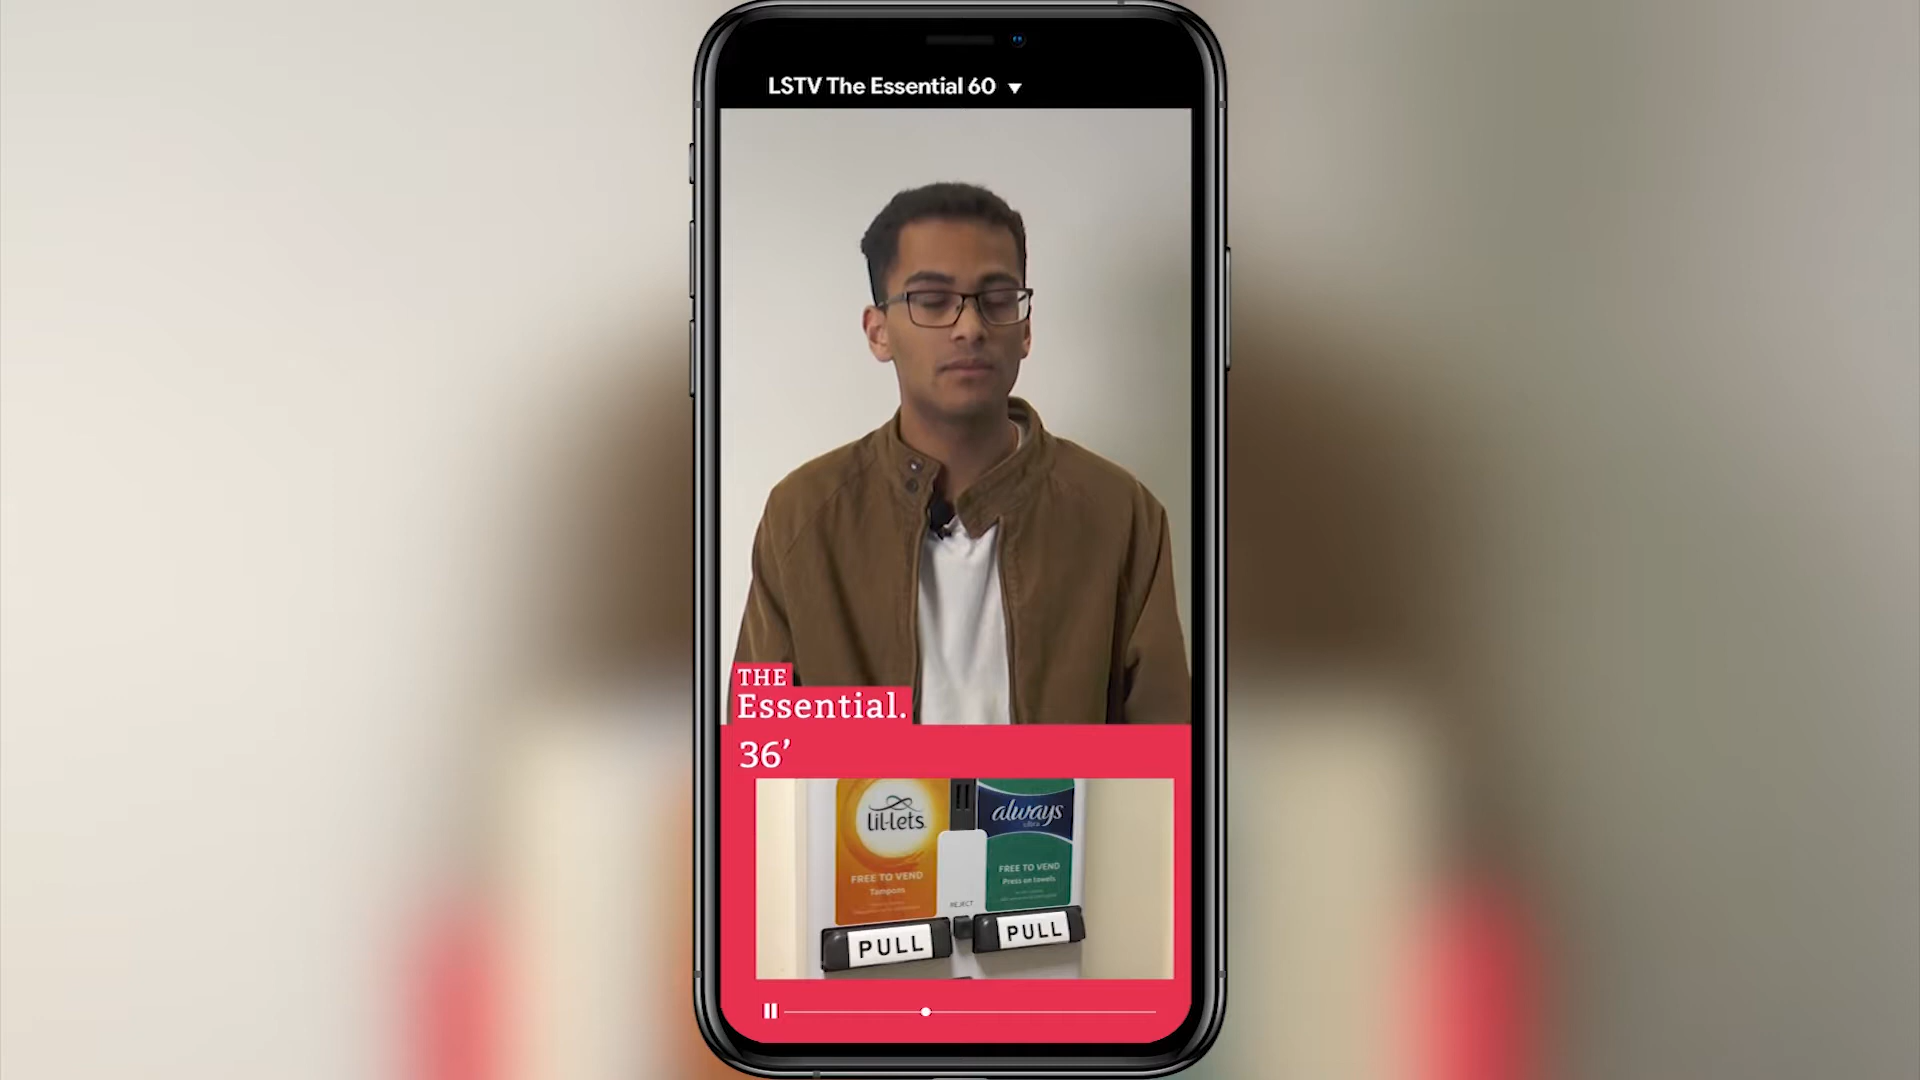 LSTV The Essential 60
THE
Essential.
36’
lil-lets
FREE TO VEND
Tampons
always
ultra
FREE TO VEND
Press on towels
REJECT
PULL
PULL